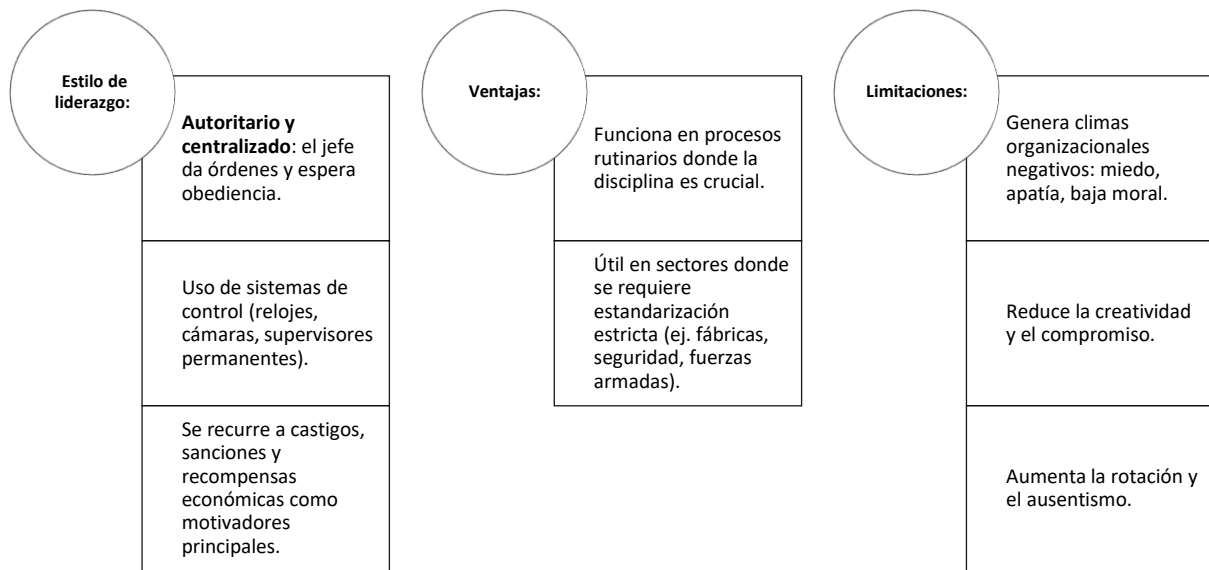 Estilo de
liderazgo:
Autoritario y
centralizado: el jefe
da órdenes y espera
obediencia.
Uso de sistemas de
control (relojes,
cámaras, supervisores
permanentes).
Se recurre a castigos,
sanciones y
recompensas
económicas como
motivadores
principales.
Ventajas:
Funciona en procesos
rutinarios donde la
disciplina es crucial.
Útil en sectores donde
se requiere
estandarización
estricta (ej. fábricas,
seguridad, fuerzas
armadas).
Limitaciones:
Genera climas
organizacionales
negativos: miedo,
apatía, baja moral.
Reduce la creatividad
y el compromiso.
Aumenta la rotación y
el ausentismo.